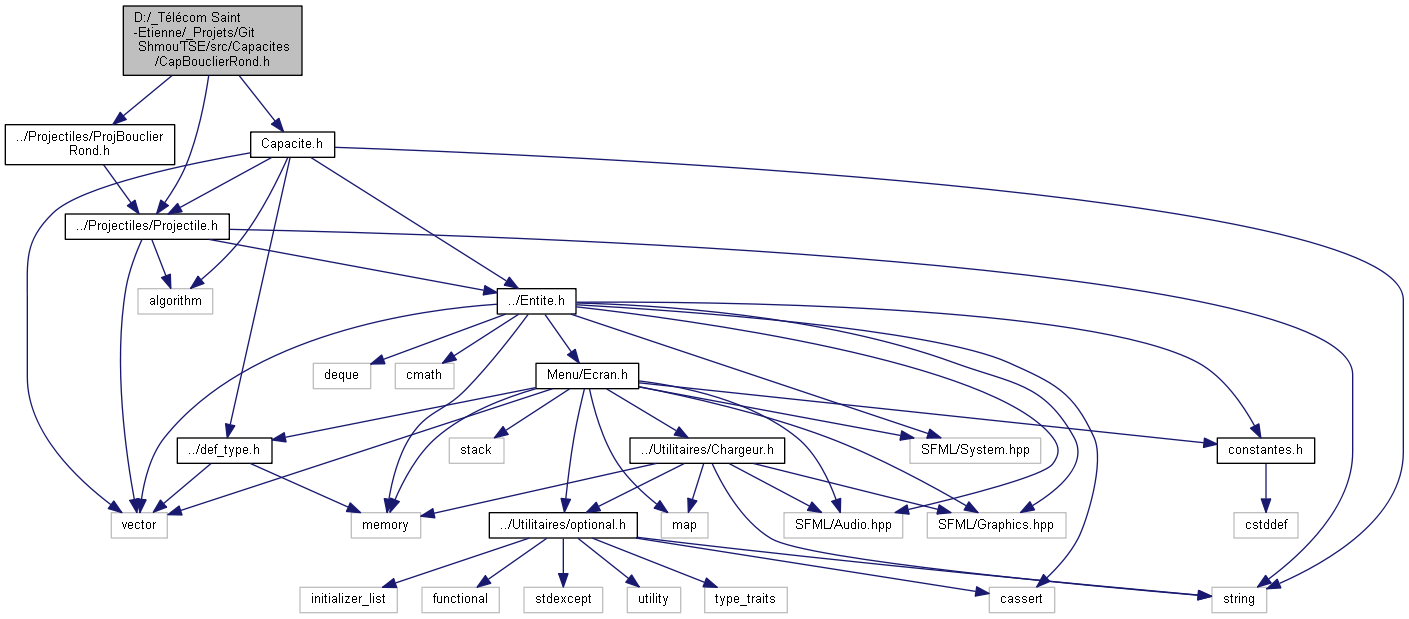 D:/_Télécom Saint
-Etienne/_Projets/Git
Shmou'TSE/src/Capacites
/CapBouclierRond.h
../Projectiles/ProjBouclier
Rond.h
Capacite.h
../Projectiles/Projectile.h
algorithm
../Entite.h
deque
cmath
Menu/Ecran.h
../def_type.h
stack
../Utilitaires/Chargeur.h
SFML/System.hpp
constantes.h
vector
memory
../Utilitaires/optional.h
map
SFML/Audio.hpp
SFML/Graphics.hpp
cstddef
initializer_list
functional
stdexcept
utility
type_traits
cassert
string